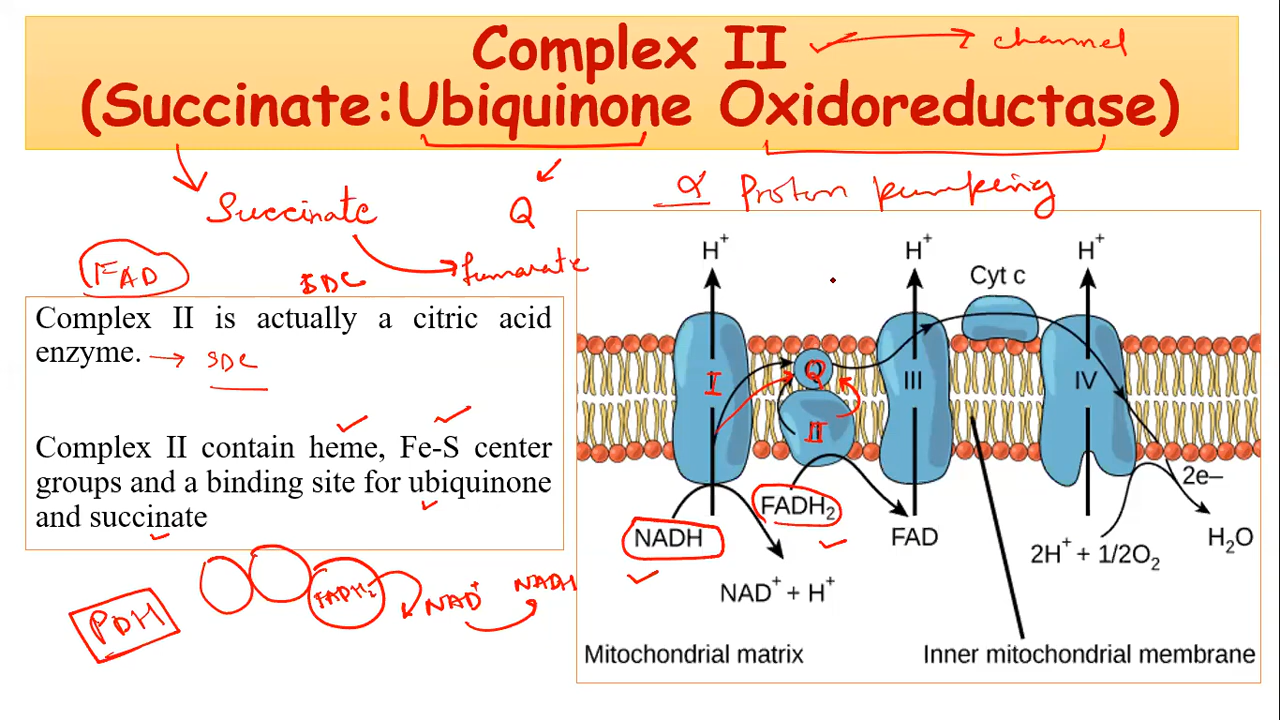 Complex II
channel
(Succinate:Ubiquinone Oxidoreductase)
Succinate
Q
Proton pumping
fumarate
FAD
SDC
Complex II is actually a citric acid
enzyme. → SDC
Complex II contain heme, Fe-S center
groups and a binding site for ubiquinone
and succinate
PDH
FADH₂
NAD⁺
NADH
H⁺
H⁺
H⁺
Cyt c
I
Q
II
III
IV
NADH
FADH₂
FAD
NAD⁺ + H⁺
2e–
2H⁺ + 1/2O₂
H₂O
Mitochondrial matrix
Inner mitochondrial membrane